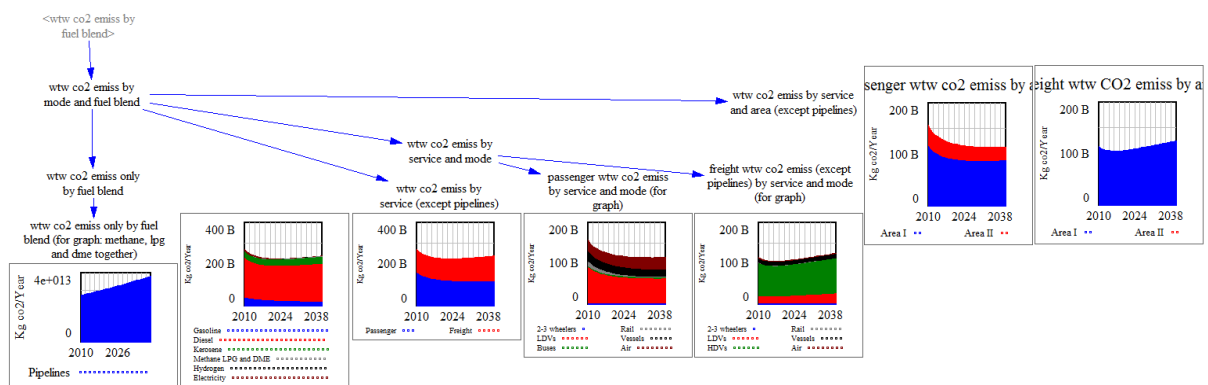 <wtw co2 emiss by
fuel blend>
wtw co2 emiss by
mode and fuel blend
wtw co2 emiss only
by fuel blend
wtw co2 emiss only by fuel
blend (for graph: methane, lpg
and dme together)
wtw co2 emiss by
service and mode
wtw co2 emiss by
service (except pipelines)
passenger wtw co2 emiss
by service and mode (for
graph)
freight wtw co2 emiss (except
pipelines) by service and mode
(for graph)
wtw co2 emiss by service
and area (except pipelines)
4e+013
0
Kg co2/Year
2010 2026
Pipelines
400 B
200 B
0
Kg co2/Year
2010 2024 2038
Gasoline
Diesel
Kerosene
Methane LPG and DME
Hydrogen
Electricity
400 B
200 B
0
Kg co2/Year
2010 2024 2038
Passenger Freight
200 B
100 B
0
Kg co2/Year
2010 2024 2038
2-3 wheelers Rail
LDVs Vessels
Buses Air
200 B
100 B
0
Kg co2/Year
2010 2024 2038
2-3 wheelers Rail
LDVs Vessels
HDVs Air
senger wtw co2 emiss by a
200 B
100 B
0
Kg co2/Year
2010 2024 2038
Area I Area II
eight wtw CO2 emiss by a
200 B
100 B
0
Kg co2/Year
2010 2024 2038
Area I Area II